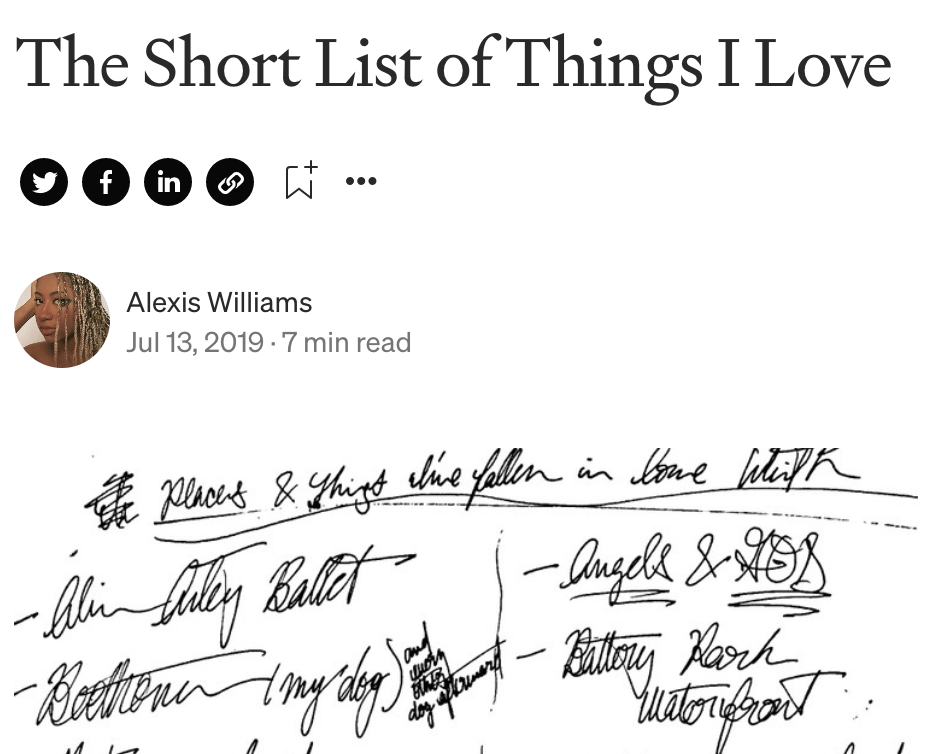 The Short List of Things I Love
Alexis Williams
Jul 13, 2019 · 7 min read
Places & Things I've fallen in love With
- Alvin Ailey Ballet
- Beethoven (my dog) and every other dog afterward
- Angels & GOD
- Battery Park
Waterfront